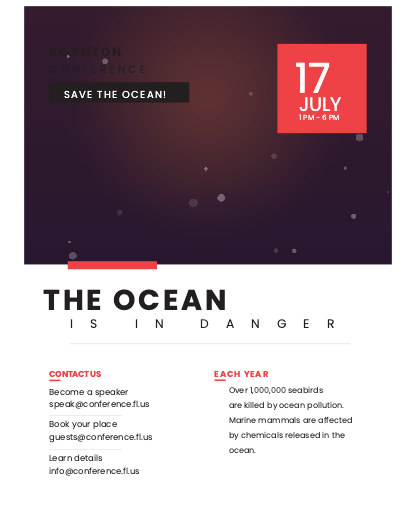 BOYNTON
CONFERENCE
SAVE THE OCEAN!
17
JULY
1 PM - 6 PM
THE OCEAN
IS IN DANGER
CONTACT US
Become a speaker
speak@conference.fl.us
Book your place
guests@conference.fl.us
Learn details
info@conference.fl.us
EACH YEAR
Over 1,000,000 seabirds
are killed by ocean pollution.
Marine mammals are affected
by chemicals released in the
ocean.